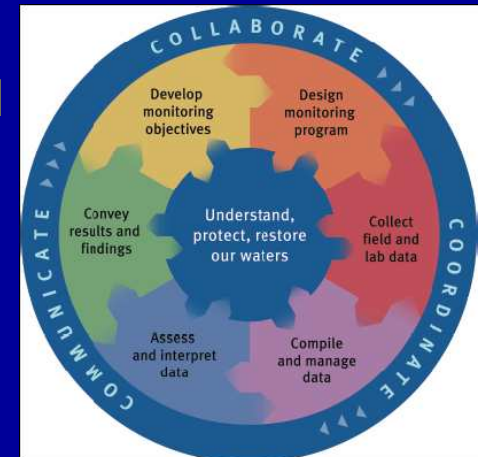 COLLABORATE
COORDINATE
COMMUNICATE
Develop
monitoring
objectives
Design
monitoring
program
Collect
field and
lab data
Compile
and manage
data
Assess
and interpret
data
Convey
results and
findings
Understand,
protect, restore
our waters